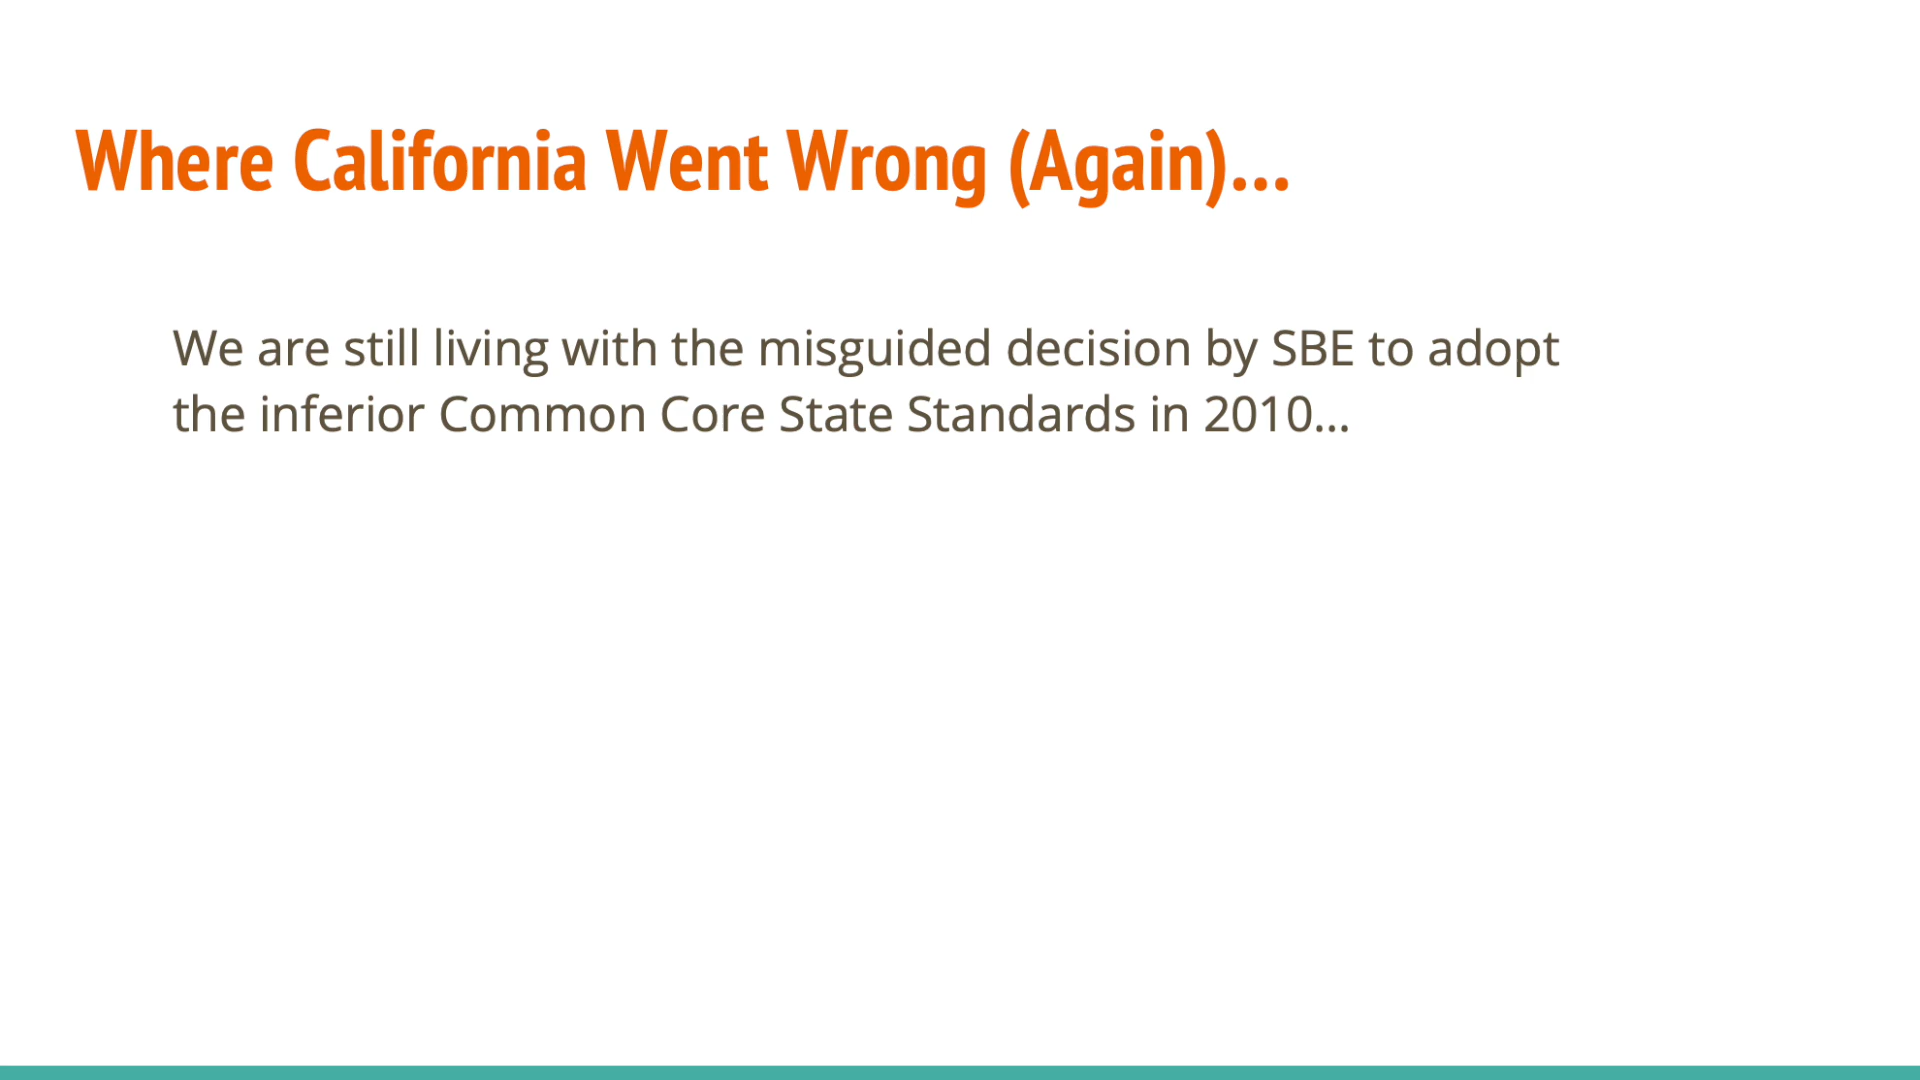 Where California Went Wrong (Again)...
We are still living with the misguided decision by SBE to adopt
the inferior Common Core State Standards in 2010...